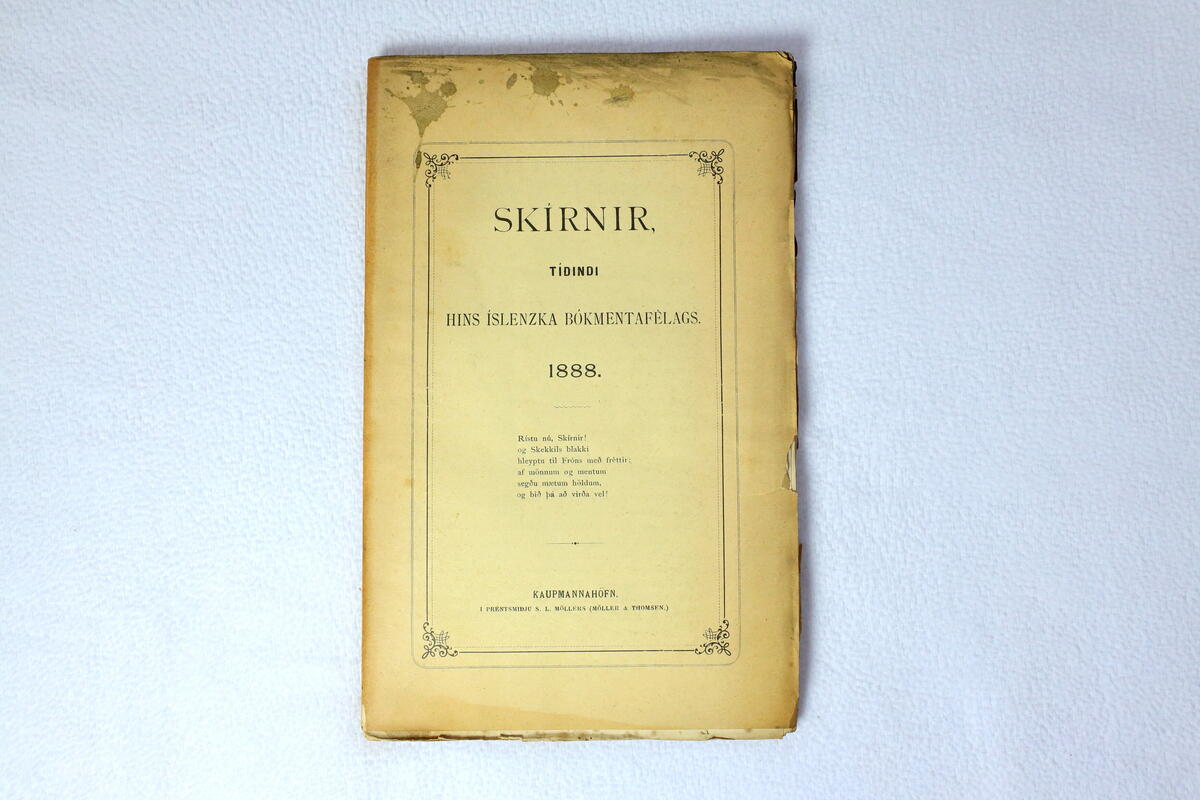 SKÍRNIR,
TÍÐINDI
HINS ÍSLENZKA BÓKMENTAFÈLAGS.
1888.
Rístu nú, Skírnir!
og Skekkils blakki
hleyptu til Fróns með fréttir;
af mönnum og mentum
segðu mætum höldum,
og bið þá að virða vel!
KAUPMANNAHÖFN.
Í PRENTSMIÐJU S. L. MÖLLERS (MÖLLER & THOMSEN.)